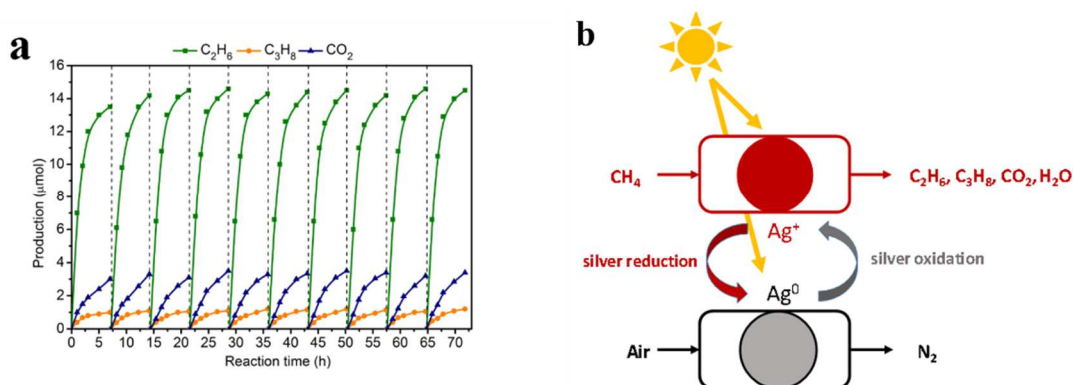 a
C₂H₆ C₃H₈ CO₂
Production (μmol)
16
14
12
10
8
6
4
2
0
0 5 10 15 20 25 30 35 40 45 50 55 60 65 70
Reaction time (h)
b
CH₄
C₂H₆, C₃H₈, CO₂, H₂O
Ag⁺
silver reduction
silver oxidation
Ag⁰
Air
N₂